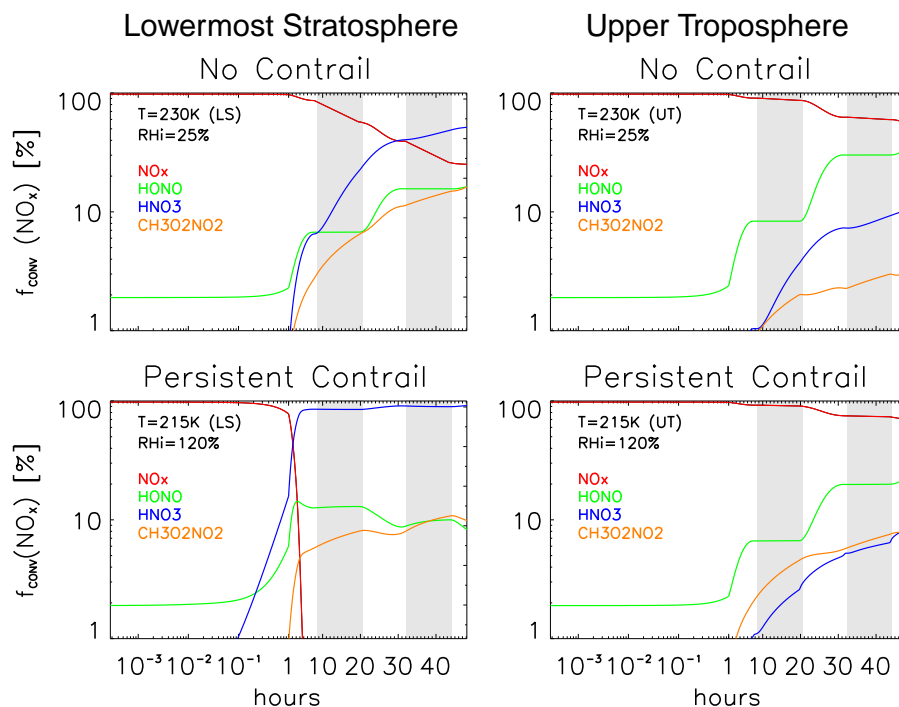 Lowermost Stratosphere
Upper Troposphere
No Contrail
No Contrail
f_CONV (NO_x) [%]
100
10
1
T=230K (LS)
RHi=25%
NOx
HONO
HNO3
CH3O2NO2
100
10
1
T=230K (UT)
RHi=25%
NOx
HONO
HNO3
CH3O2NO2
Persistent Contrail
Persistent Contrail
f_CONV(NO_x) [%]
100
10
1
T=215K (LS)
RHi=120%
NOx
HONO
HNO3
CH3O2NO2
10⁻³ 10⁻² 10⁻¹ 1 10 20 30 40
hours
100
10
1
T=215K (UT)
RHi=120%
NOx
HONO
HNO3
CH3O2NO2
10⁻³ 10⁻² 10⁻¹ 1 10 20 30 40
hours